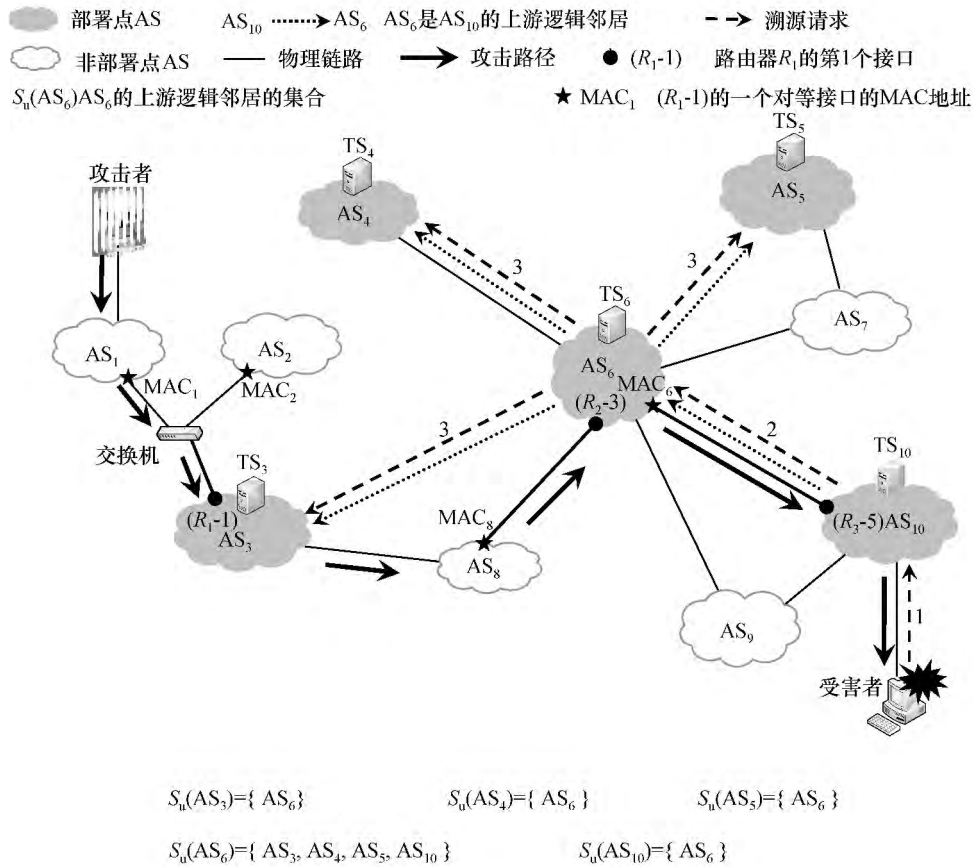 部署点AS AS₁₀ AS₆ AS₆是AS₁₀的上游逻辑邻居 溯源请求
非部署点AS 物理链路 攻击路径 (R₁-1) 路由器R₁的第1个接口
Sᵤ(AS₆)AS₆的上游逻辑邻居的集合 ★ MAC₁ (R₁-1)的一个对等接口的MAC地址
TS₄
TS₅
攻击者
AS₄
AS₅
3
3
TS₆
AS₁
AS₂
AS₇
AS₆
MAC₁
MAC₂
MAC₆
(R₂-3)
交换机
3
2
TS₃
TS₁₀
(R₁-1)
AS₃
MAC₈
(R₃-5)AS₁₀
AS₈
AS₉
1
受害者
Sᵤ(AS₃)={ AS₆} Sᵤ(AS₄)={ AS₆ } Sᵤ(AS₅)={ AS₆ }
Sᵤ(AS₆)={ AS₃, AS₄, AS₅, AS₁₀ } Sᵤ(AS₁₀)={ AS₆ }